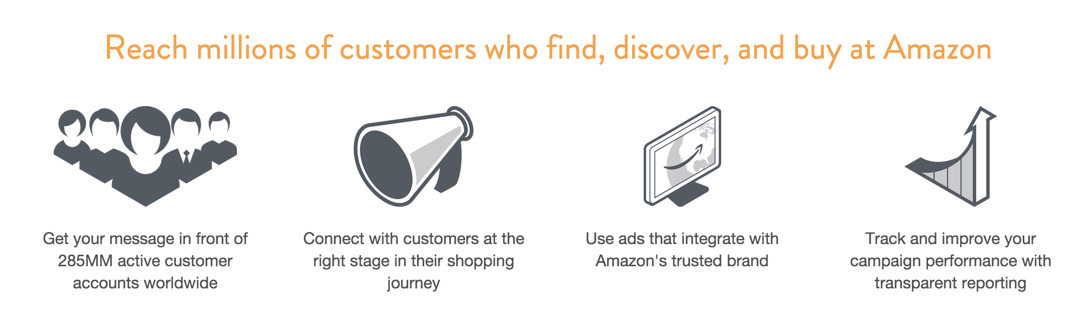 Reach millions of customers who find, discover, and buy at Amazon
Get your message in front of
285MM active customer
accounts worldwide
Connect with customers at the
right stage in their shopping
journey
Use ads that integrate with
Amazon's trusted brand
Track and improve your
campaign performance with
transparent reporting